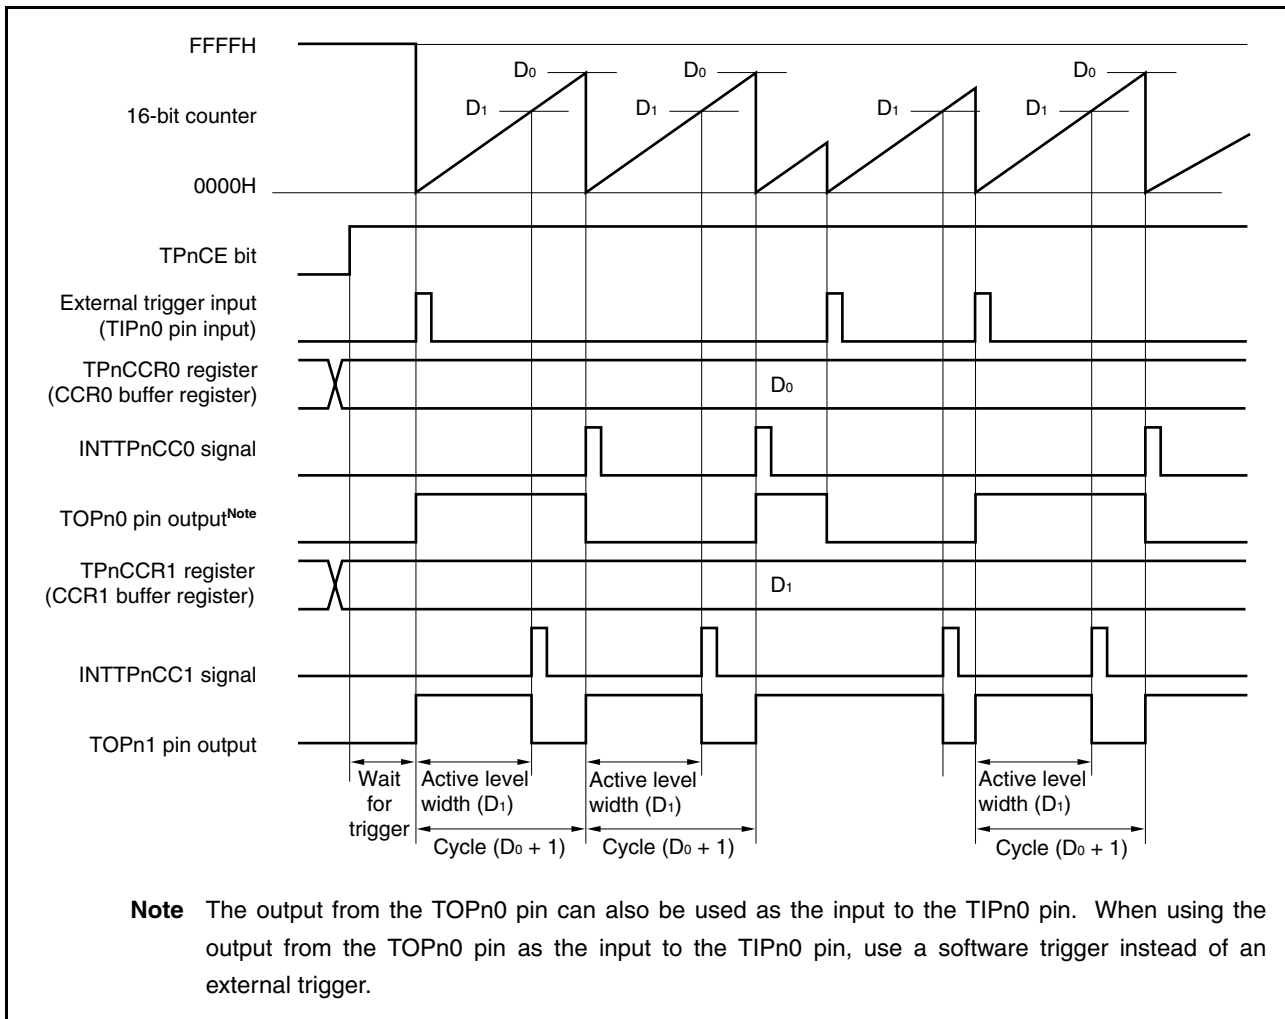 FFFFH
D0
D0
D0
D1
D1
D1
D1
16-bit counter
0000H
TPnCE bit
External trigger input
(TIPn0 pin input)
TPnCCR0 register
(CCR0 buffer register)
D0
INTTPnCC0 signal
TOPn0 pin outputNote
TPnCCR1 register
(CCR1 buffer register)
D1
INTTPnCC1 signal
TOPn1 pin output
Wait
for
trigger
Active level
width (D1)
Active level
width (D1)
Active level
width (D1)
Cycle (D0 + 1)
Cycle (D0 + 1)
Cycle (D0 + 1)
Note The output from the TOPn0 pin can also be used as the input to the TIPn0 pin. When using the
output from the TOPn0 pin as the input to the TIPn0 pin, use a software trigger instead of an
external trigger.